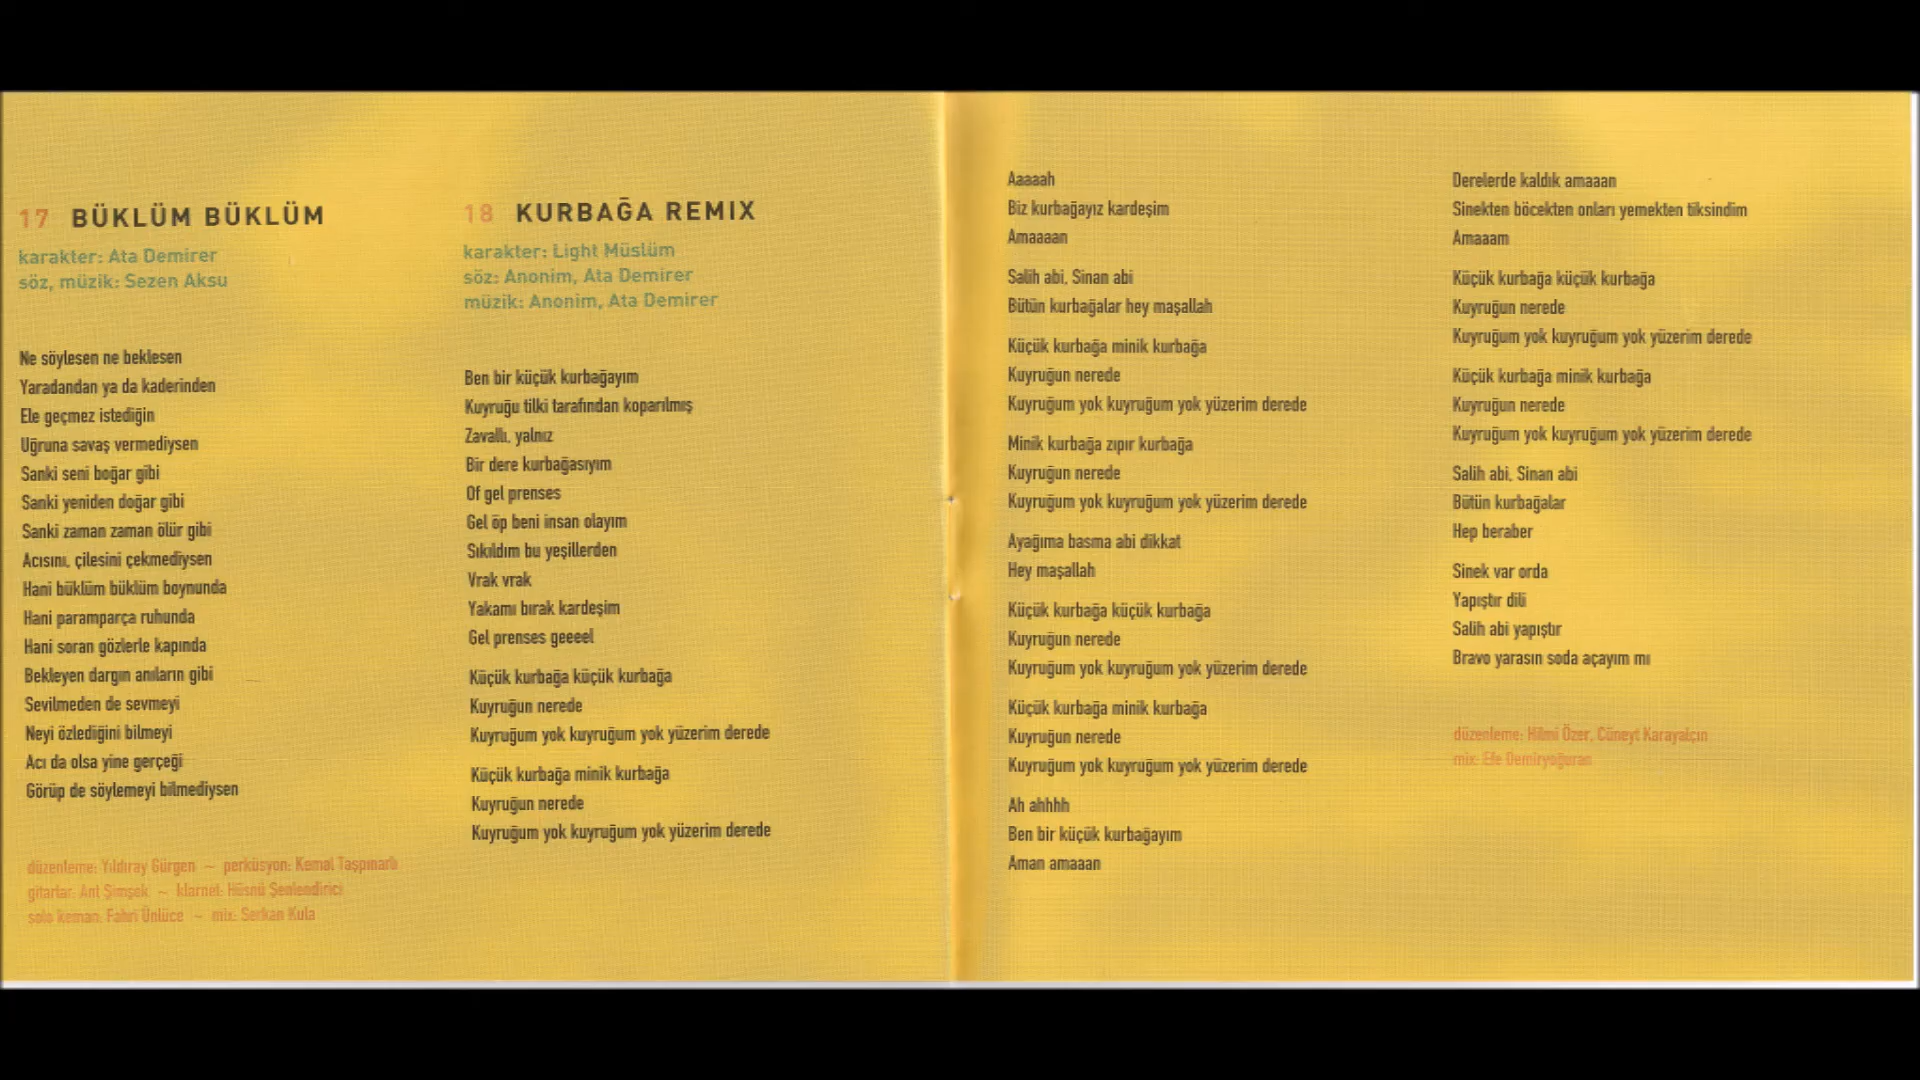 17 BÜKLÜM BÜKLÜM
karakter: Ata Demirer
söz, müzik: Sezen Aksu
Ne söylesen ne beklesen
Yaradandan ya da kaderinden
Ele geçmez istediğin
Uğruna savaş vermediysen
Sanki seni boğar gibi
Sanki yeniden doğar gibi
Sanki zaman zaman ölür gibi
Acısını, çilesini çekmediysen
Hani büklüm büklüm boynunda
Hani paramparça ruhunda
Hani soran gözlerle kapında
Bekleyen dargın anıların gibi
Sevilmeden de sevmeyi
Neyi özlediğini bilmeyi
Acı da olsa yine gerçeği
Görüp de söylemeyi bilmediysen
düzenleme: Yıldıray Gürgen ~ perküsyon: Kemal Taşpınarlı
gitarlar: Ant Şimşek ~ klarnet: Hüsnü Şenlendirici
solo keman: Fahri Ünlüce ~ mix: Serkan Kula
18 KURBAĞA REMIX
karakter: Light Müslüm
söz: Anonim, Ata Demirer
müzik: Anonim, Ata Demirer
Ben bir küçük kurbağayım
Kuyruğu tilki tarafından koparılmış
Zavallı, yalnız
Bir dere kurbağasıyım
Of gel prenses
Gel öp beni insan olayım
Sıkıldım bu yeşillerden
Vrak vrak
Yakamı bırak kardeşim
Gel prenses geeeel
Küçük kurbağa küçük kurbağa
Kuyruğun nerede
Kuyruğum yok kuyruğum yok yüzerim derede
Küçük kurbağa minik kurbağa
Kuyruğun nerede
Kuyruğum yok kuyruğum yok yüzerim derede
Aaaaah
Biz kurbağayız kardeşim
Amaaaan
Salih abi, Sinan abi
Bütün kurbağalar hey maşallah
Küçük kurbağa minik kurbağa
Kuyruğun nerede
Kuyruğum yok kuyruğum yok yüzerim derede
Minik kurbağa zıpır kurbağa
Kuyruğun nerede
Kuyruğum yok kuyruğum yok yüzerim derede
Ayağıma basma abi dikkat
Hey maşallah
Küçük kurbağa küçük kurbağa
Kuyruğun nerede
Kuyruğum yok kuyruğum yok yüzerim derede
Küçük kurbağa minik kurbağa
Kuyruğun nerede
Kuyruğum yok kuyruğum yok yüzerim derede
Ah ahhhh
Ben bir küçük kurbağayım
Aman amaaan
Derelerde kaldık amaaan
Sinekten böcekten onları yemekten tiksindim
Amaaam
Küçük kurbağa küçük kurbağa
Kuyruğun nerede
Kuyruğum yok kuyruğum yok yüzerim derede
Küçük kurbağa minik kurbağa
Kuyruğun nerede
Kuyruğum yok kuyruğum yok yüzerim derede
Salih abi, Sinan abi
Bütün kurbağalar
Hep beraber
Sinek var orda
Yapıştır dili
Salih abi yapıştır
Bravo yarasın soda açayım mı
düzenleme: Hilmi Özer, Cüneyt Karayalçın
mix: Efe Demiryoğuran